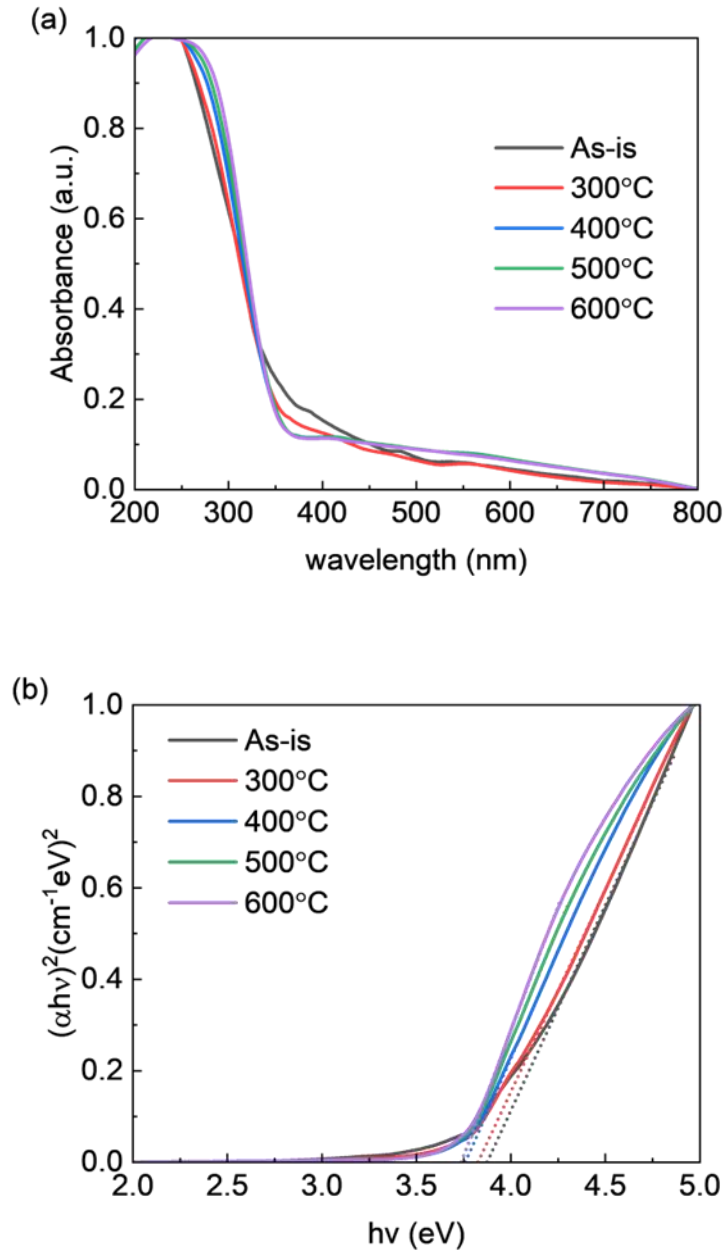 (a)
1.0
0.8
0.6
0.4
0.2
0.0
Absorbance (a.u.)
As-is
300°C
400°C
500°C
600°C
200 300 400 500 600 700 800
wavelength (nm)
(b)
1.0
0.8
0.6
0.4
0.2
0.0
(αhν)²(cm⁻¹eV)²
As-is
300°C
400°C
500°C
600°C
2.0 2.5 3.0 3.5 4.0 4.5 5.0
hν (eV)